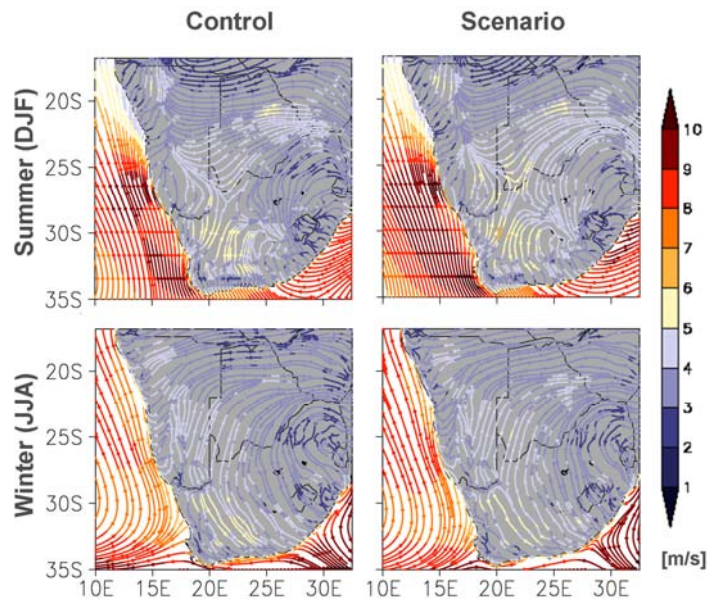 Control
Scenario
Summer (DJF)
20S
25S
30S
35S
Winter (JJA)
20S
25S
30S
35S
10E 15E 20E 25E 30E
10E 15E 20E 25E 30E
10
9
8
7
6
5
4
3
2
1
[m/s]